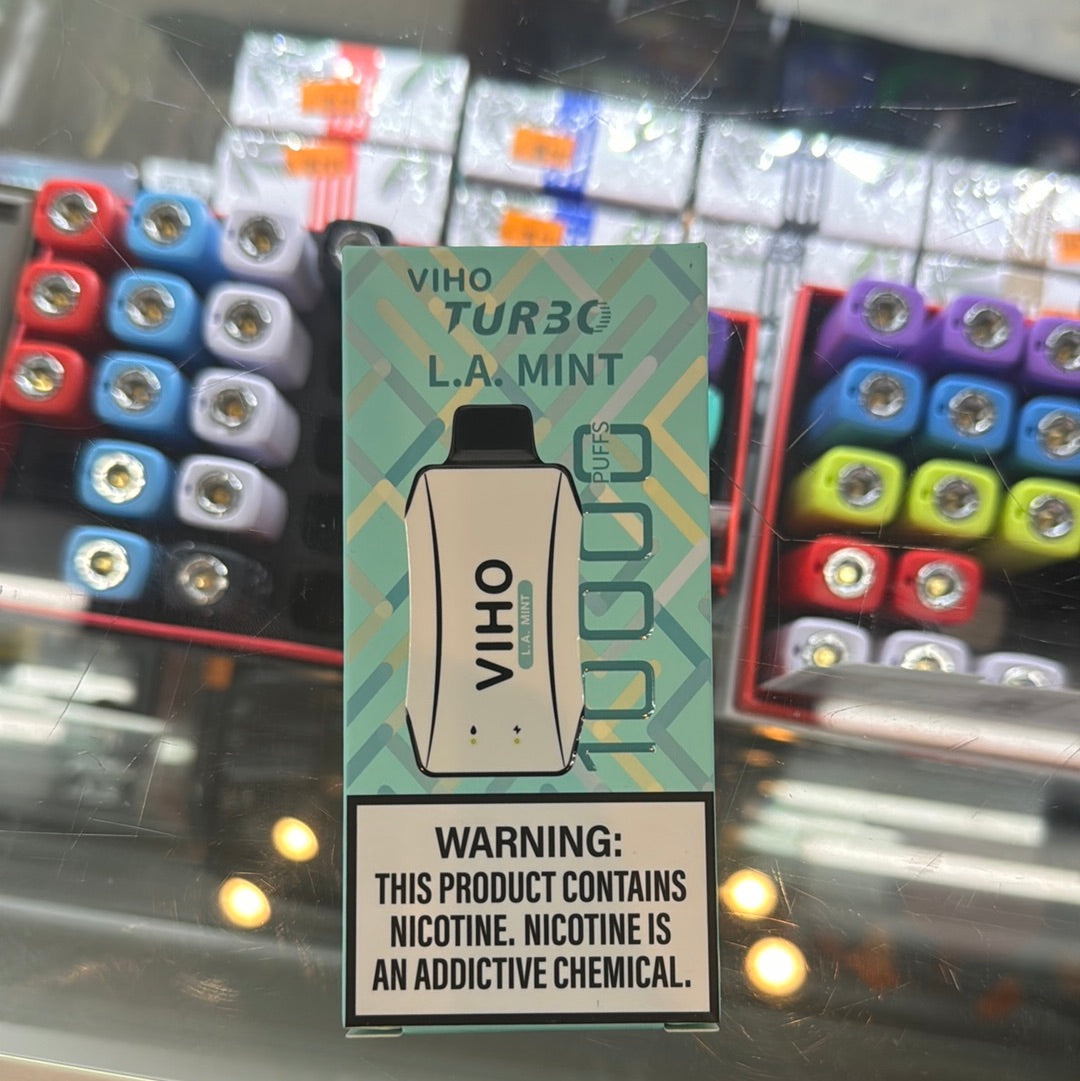 VIHO
TURBO
L.A. MINT
10000
PUFFS
VIHO
L.A. MINT
WARNING:
THIS PRODUCT CONTAINS
NICOTINE. NICOTINE IS
AN ADDICTIVE CHEMICAL.